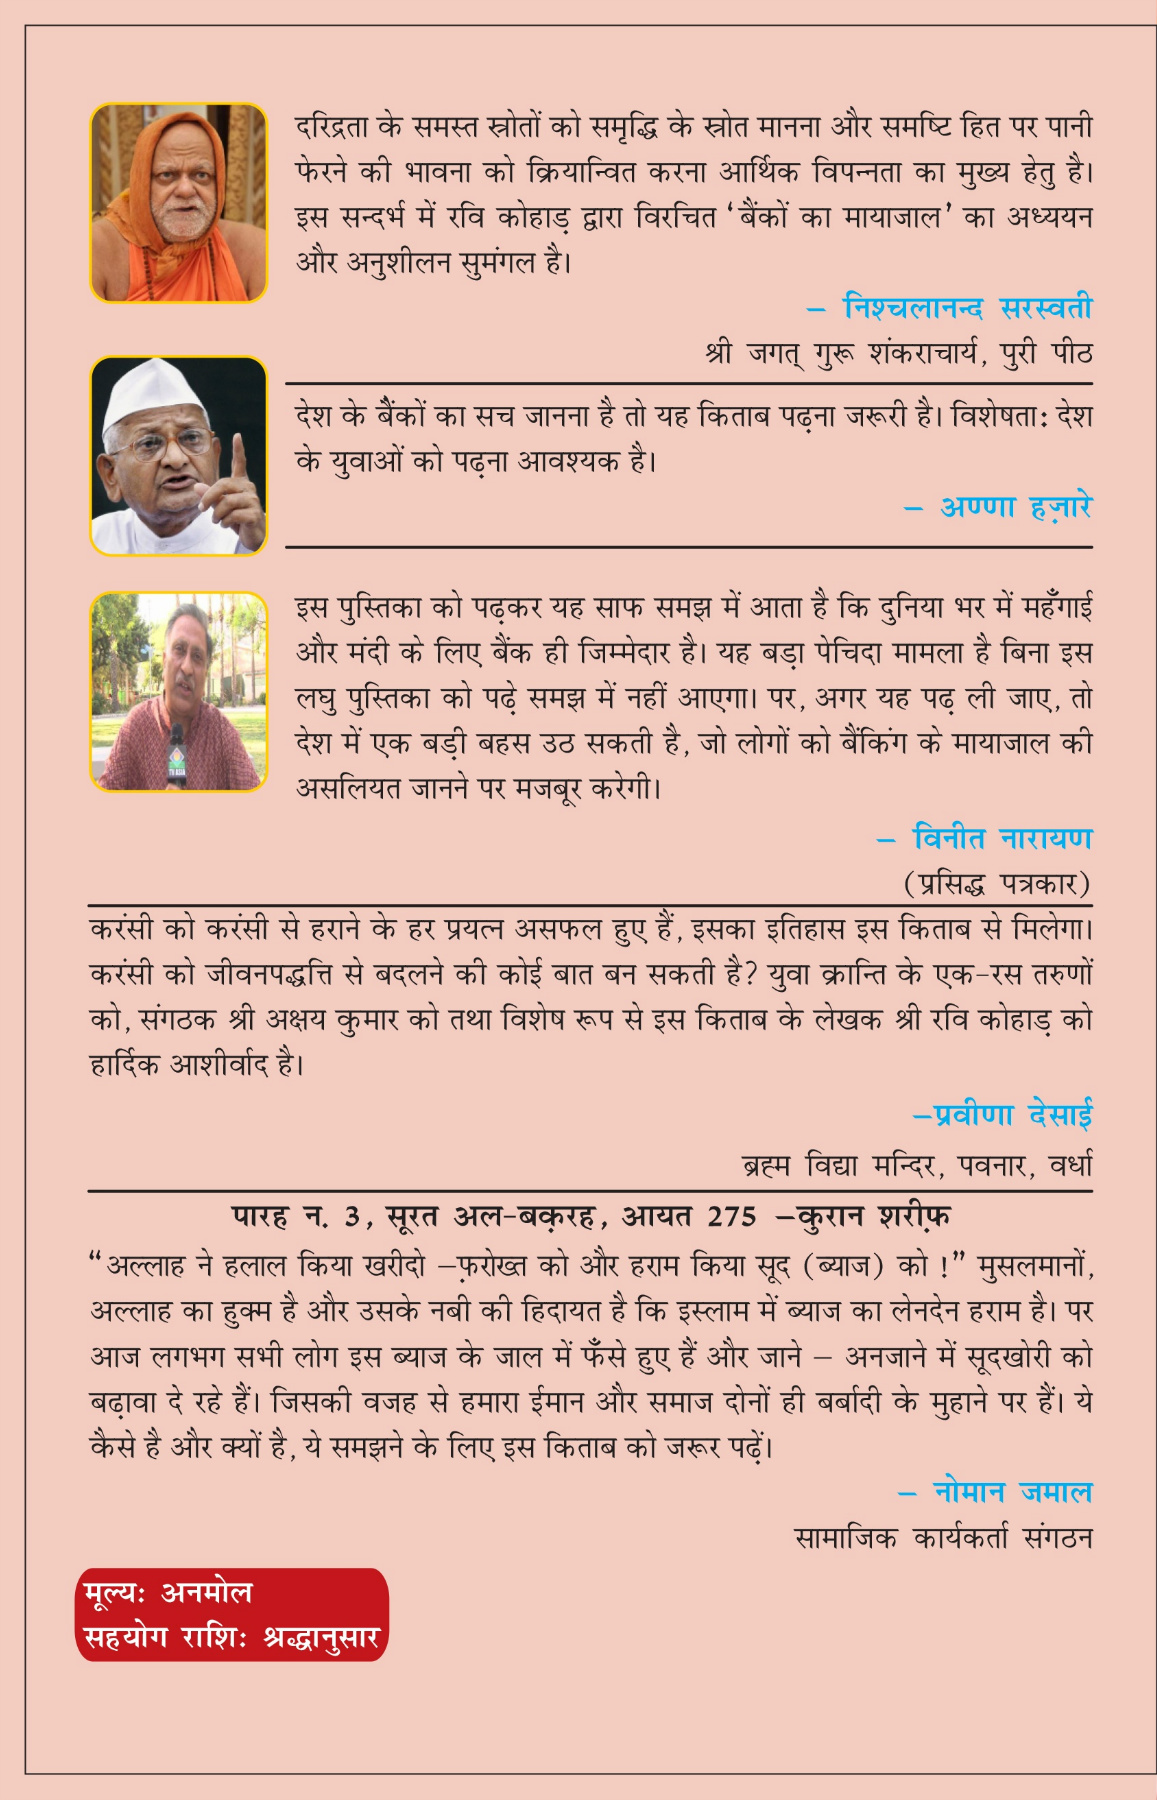 दरिद्रता के समस्त स्रोतों को समृद्धि के स्रोत मानना और समष्टि हित पर पानी
फेरने की भावना को क्रियान्वित करना आर्थिक विपन्नता का मुख्य हेतु है।
इस सन्दर्भ में रवि कोहाड़ द्वारा विरचित ‘बैंकों का मायाजाल’ का अध्ययन
और अनुशीलन सुमंगल है।
– निश्चलानन्द सरस्वती
श्री जगत् गुरू शंकराचार्य, पुरी पीठ
देश के बैंकों का सच जानना है तो यह किताब पढ़ना जरूरी है। विशेषताः देश
के युवाओं को पढ़ना आवश्यक है।
– अण्णा हज़ारे
इस पुस्तिका को पढ़कर यह साफ समझ में आता है कि दुनिया भर में महँगाई
और मंदी के लिए बैंक ही जिम्मेदार है। यह बड़ा पेचिदा मामला है बिना इस
लघु पुस्तिका को पढ़े समझ में नहीं आएगा। पर, अगर यह पढ़ ली जाए, तो
देश में एक बड़ी बहस उठ सकती है, जो लोगों को बैंकिंग के मायाजाल की
असलियत जानने पर मजबूर करेगी।
TV ASIA
– विनीत नारायण
(प्रसिद्ध पत्रकार)
करंसी को करंसी से हराने के हर प्रयत्न असफल हुए हैं, इसका इतिहास इस किताब से मिलेगा।
करंसी को जीवनपद्धत्ति से बदलने की कोई बात बन सकती है? युवा क्रान्ति के एक-रस तरुणों
को, संगठक श्री अक्षय कुमार को तथा विशेष रूप से इस किताब के लेखक श्री रवि कोहाड़ को
हार्दिक आशीर्वाद है।
–प्रवीणा देसाई
ब्रह्म विद्या मन्दिर, पवनार, वर्धा
पारह न. 3, सूरत अल-बक़रह, आयत 275 –कुरान शरीफ़
“अल्लाह ने हलाल किया खरीदो –फ़रोख्त को और हराम किया सूद (ब्याज) को !” मुसलमानों,
अल्लाह का हुक्म है और उसके नबी की हिदायत है कि इस्लाम में ब्याज का लेनदेन हराम है। पर
आज लगभग सभी लोग इस ब्याज के जाल में फँसे हुए हैं और जाने – अनजाने में सूदखोरी को
बढ़ावा दे रहे हैं। जिसकी वजह से हमारा ईमान और समाज दोनों ही बर्बादी के मुहाने पर हैं। ये
कैसे है और क्यों है, ये समझने के लिए इस किताब को जरूर पढ़ें।
– नोमान जमाल
सामाजिक कार्यकर्ता संगठन
मूल्यः अनमोल
सहयोग राशिः श्रद्धानुसार